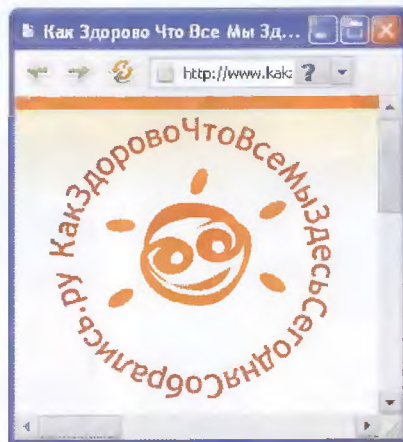 Как Здорово Что Все Мы Зд...
http://www.kak:
?
КакЗдоровоЧтоВсеМыЗдесьСегодняСобрались.ру